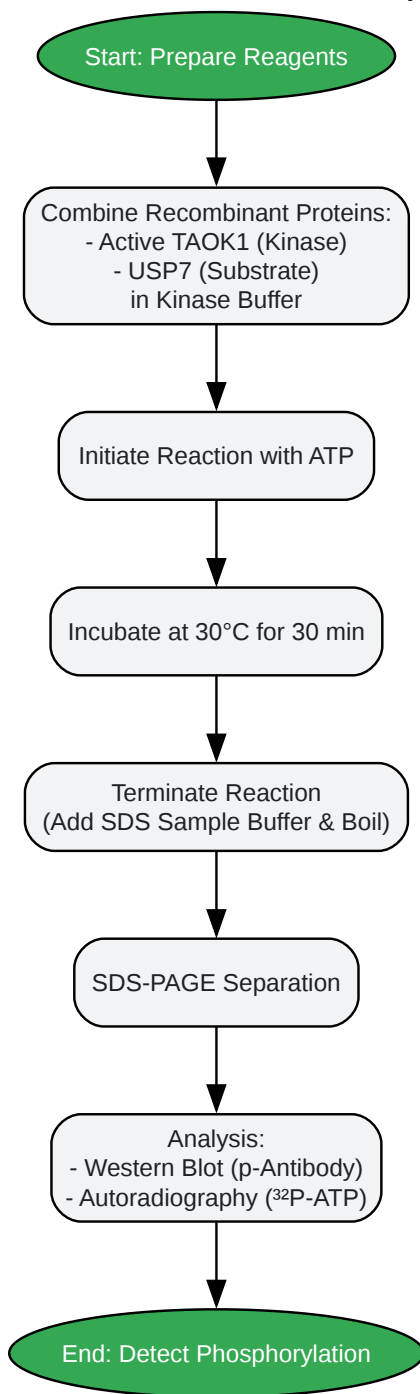 Start: Prepare Reagents
Combine Recombinant Proteins:
- Active TAOK1 (Kinase)
- USP7 (Substrate)
in Kinase Buffer
Initiate Reaction with ATP
Incubate at 30°C for 30 min
Terminate Reaction
(Add SDS Sample Buffer & Boil)
SDS-PAGE Separation
Analysis:
- Western Blot (p-Antibody)
- Autoradiography (³²P-ATP)
End: Detect Phosphorylation